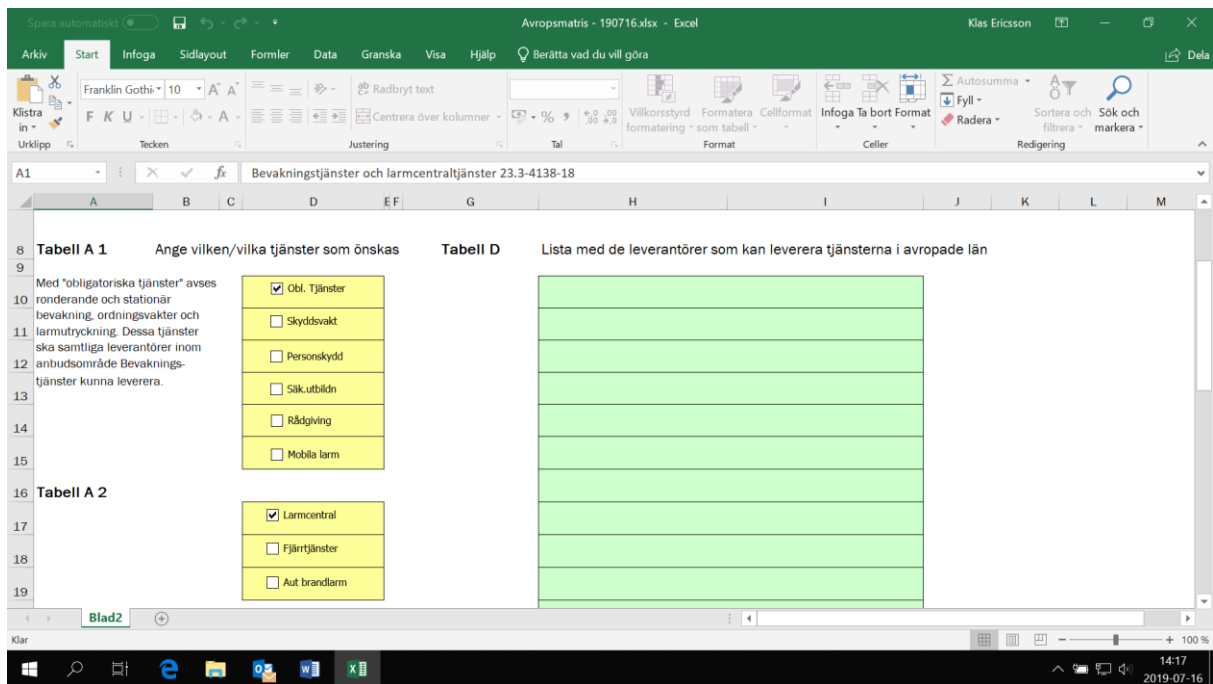 Spara automatiskt
Avropsmatris - 190716.xlsx - Excel
Klas Ericsson
Arkiv Start Infoga Sidlayout Formler Data Granska Visa Hjälp Berätta vad du vill göra Dela
Klistra in
Franklin Gothi 10 A A
F K U A
Radbryt text
Centrera över kolumner
% 
Villkorsstyrd formatering
Formatera som tabell
Cellformat
Infoga Ta bort Format
Autosumma
Fyll
Radera
Sortera och filtrera
Sök och markera
Urklipp Tecken Justering Tal Format Celler Redigering
A1 fx Bevakningstjänster och larmcentraltjänster 23.3-4138-18
A B C D E F G H I J K L M
8 Tabell A 1 Ange vilken/vilka tjänster som önskas Tabell D Lista med de leverantörer som kan leverera tjänsterna i avropade län
9
Med "obligatoriska tjänster" avses
10 ronderande och stationär
bevakning, ordningsvakter och
11 larmutryckning. Dessa tjänster
ska samtliga leverantörer inom
12 anbudsområde Bevaknings-
tjänster kunna leverera.
Obl. Tjänster
Skyddsvakt
Personskydd
13 Säk.utbildn
14 Rådgiving
15 Mobila larm
16 Tabell A 2
17 Larmcentral
18 Fjärrtjänster
19 Aut brandlarm
Blad2
Klar 100 %
14:17
2019-07-16